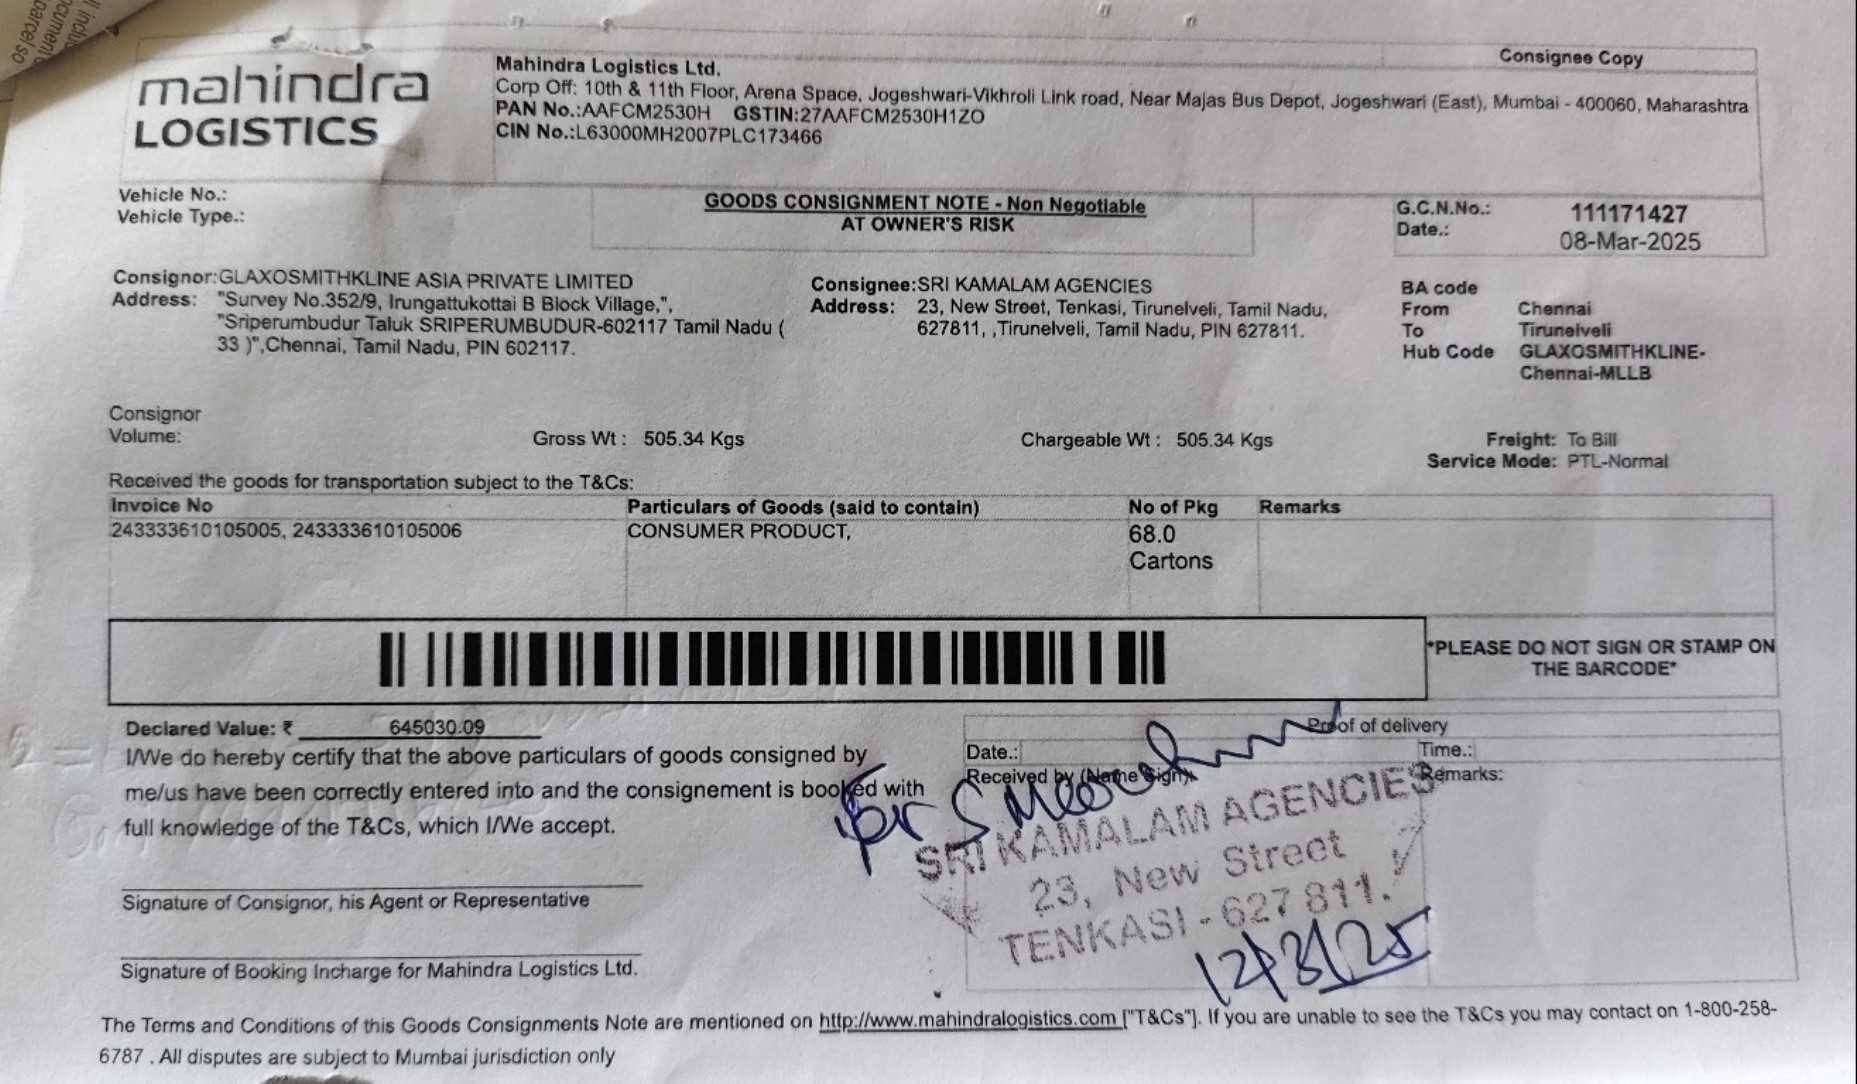 mahindra
LOGISTICS
Consignee Copy
Mahindra Logistics Ltd.
Corp Off: 10th & 11th Floor, Arena Space, Jogeshwari-Vikhroli Link road, Near Majas Bus Depot, Jogeshwari (East), Mumbai - 400060, Maharashtra
PAN No.:AAFCM2530H GSTIN:27AAFCM2530H1ZO
CIN No.:L63000MH2007PLC173466
Vehicle No.:
Vehicle Type.:
GOODS CONSIGNMENT NOTE - Non Negotiable
AT OWNER'S RISK
G.C.N.No.: 111171427
Date.: 08-Mar-2025
Consignor:GLAXOSMITHKLINE ASIA PRIVATE LIMITED
Address: "Survey No.352/9, Irungattukottai B Block Village,",
"Sriperumbudur Taluk SRIPERUMBUDUR-602117 Tamil Nadu (
33 )",Chennai, Tamil Nadu, PIN 602117.
Consignee:SRI KAMALAM AGENCIES
Address: 23, New Street, Tenkasi, Tirunelveli, Tamil Nadu,
627811, ,Tirunelveli, Tamil Nadu, PIN 627811.
BA code
From Chennai
To Tirunelveli
Hub Code GLAXOSMITHKLINE-
Chennai-MLLB
Consignor
Volume:
Gross Wt : 505.34 Kgs
Chargeable Wt : 505.34 Kgs
Freight: To Bill
Service Mode: PTL-Normal
Received the goods for transportation subject to the T&Cs:
Invoice No Particulars of Goods (said to contain) No of Pkg Remarks
243333610105005, 243333610105006 CONSUMER PRODUCT, 68.0
Cartons
*PLEASE DO NOT SIGN OR STAMP ON
THE BARCODE*
Declared Value: ₹ 645030.09
I/We do hereby certify that the above particulars of goods consigned by
me/us have been correctly entered into and the consignement is booked with
full knowledge of the T&Cs, which I/We accept.
Proof of delivery
Date.: Time.:
Received by (Name Sign): Remarks:
for S
SRI KAMALAM AGENCIES
23, New Street
TENKASI - 627 811.
12/3/25
Signature of Consignor, his Agent or Representative
Signature of Booking Incharge for Mahindra Logistics Ltd.
The Terms and Conditions of this Goods Consignments Note are mentioned on http://www.mahindralogistics.com ["T&Cs"]. If you are unable to see the T&Cs you may contact on 1-800-258-
6787 . All disputes are subject to Mumbai jurisdiction only